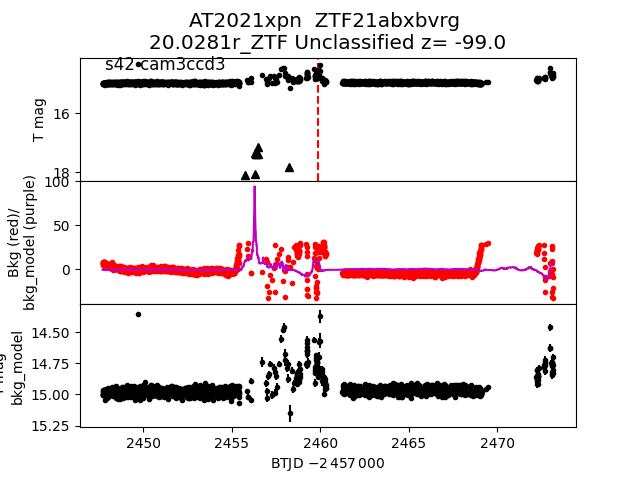 AT2021xpn  ZTF21abxbvrg
20.0281r_ZTF Unclassified z= -99.0
s42 cam3ccd3
T mag
16
18
Bkg (red)/
bkg_model (purple)
100
50
0
bkg_model
14.50
14.75
15.00
15.25
2450
2455
2460
2465
2470
BTJD −2 457 000